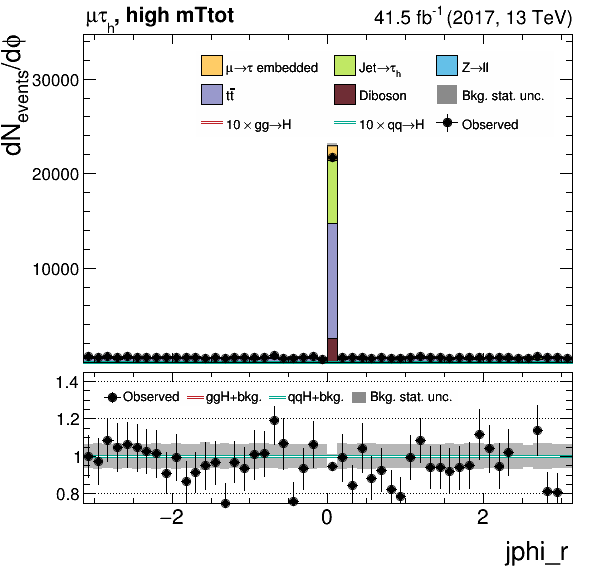 μτh, high mTtot 41.5 fb⁻¹ (2017, 13 TeV)
dNevents/dϕ
30000
20000
10000
μ→τ embedded Jet→τh Z→ll
tt̄ Diboson Bkg. stat. unc.
10 × gg→H 10 × qq→H Observed
1.4
1.2
1
0.8
Observed ggH+bkg. qqH+bkg. Bkg. stat. unc.
−2 0 2
jphi_r